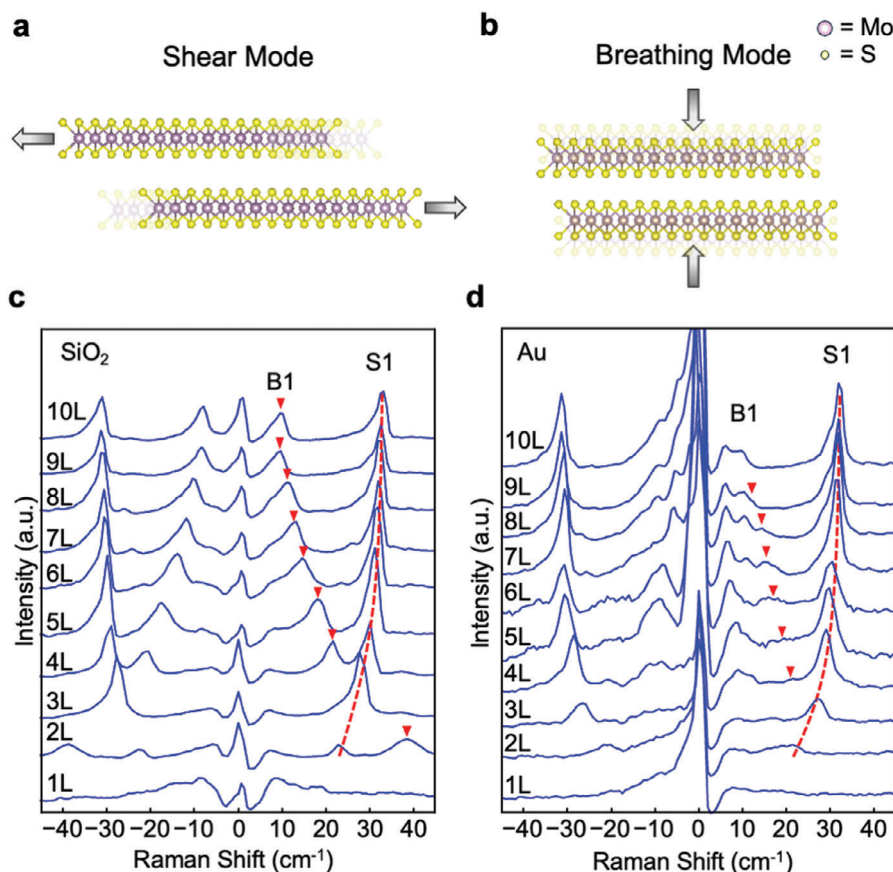 a
Shear Mode
b
Breathing Mode
= Mo
= S
c
SiO₂
B1
S1
10L
9L
8L
7L
6L
5L
4L
3L
2L
1L
Intensity (a.u.)
−40 −30 −20 −10 0 10 20 30 40
Raman Shift (cm⁻¹)
d
Au
B1
S1
10L
9L
8L
7L
6L
5L
4L
3L
2L
1L
Intensity (a.u.)
−40 −30 −20 −10 0 10 20 30 40
Raman Shift (cm⁻¹)